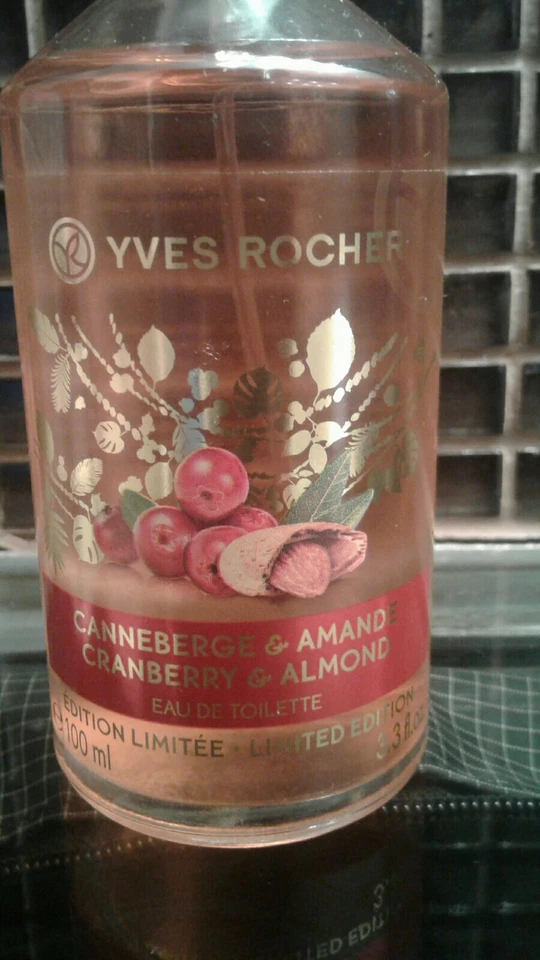 YVES ROCHER
CANNEBERGE & AMANDE
CRANBERRY & ALMOND
EAU DE TOILETTE
ÉDITION LIMITÉE · LIMITED EDITION
100 ml 3.3 fl.oz